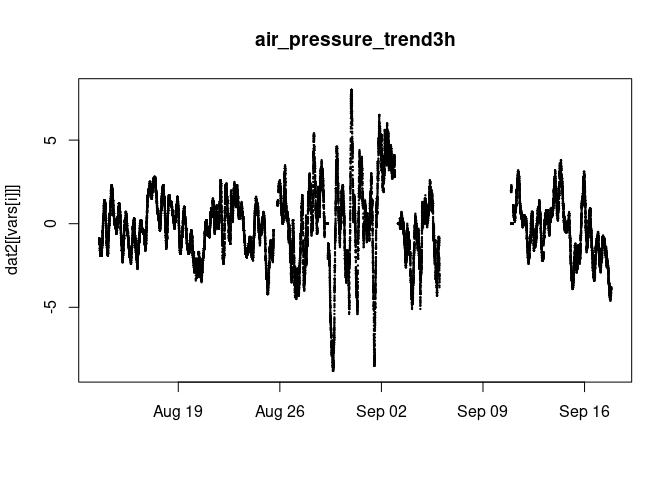 air_pressure_trend3h
dat2[[vars[i]]]
5
0
-5
Aug 19
Aug 26
Sep 02
Sep 09
Sep 16